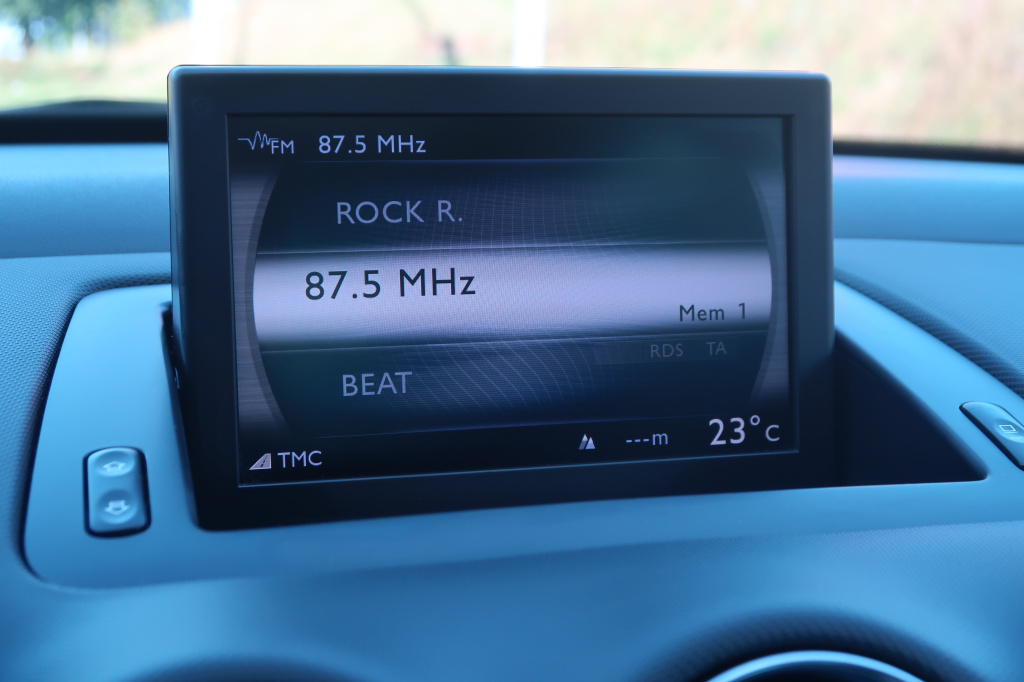 FM 87.5 MHz
ROCK R.
87.5 MHz
Mem 1
RDS TA
BEAT
---m 23°C
TMC